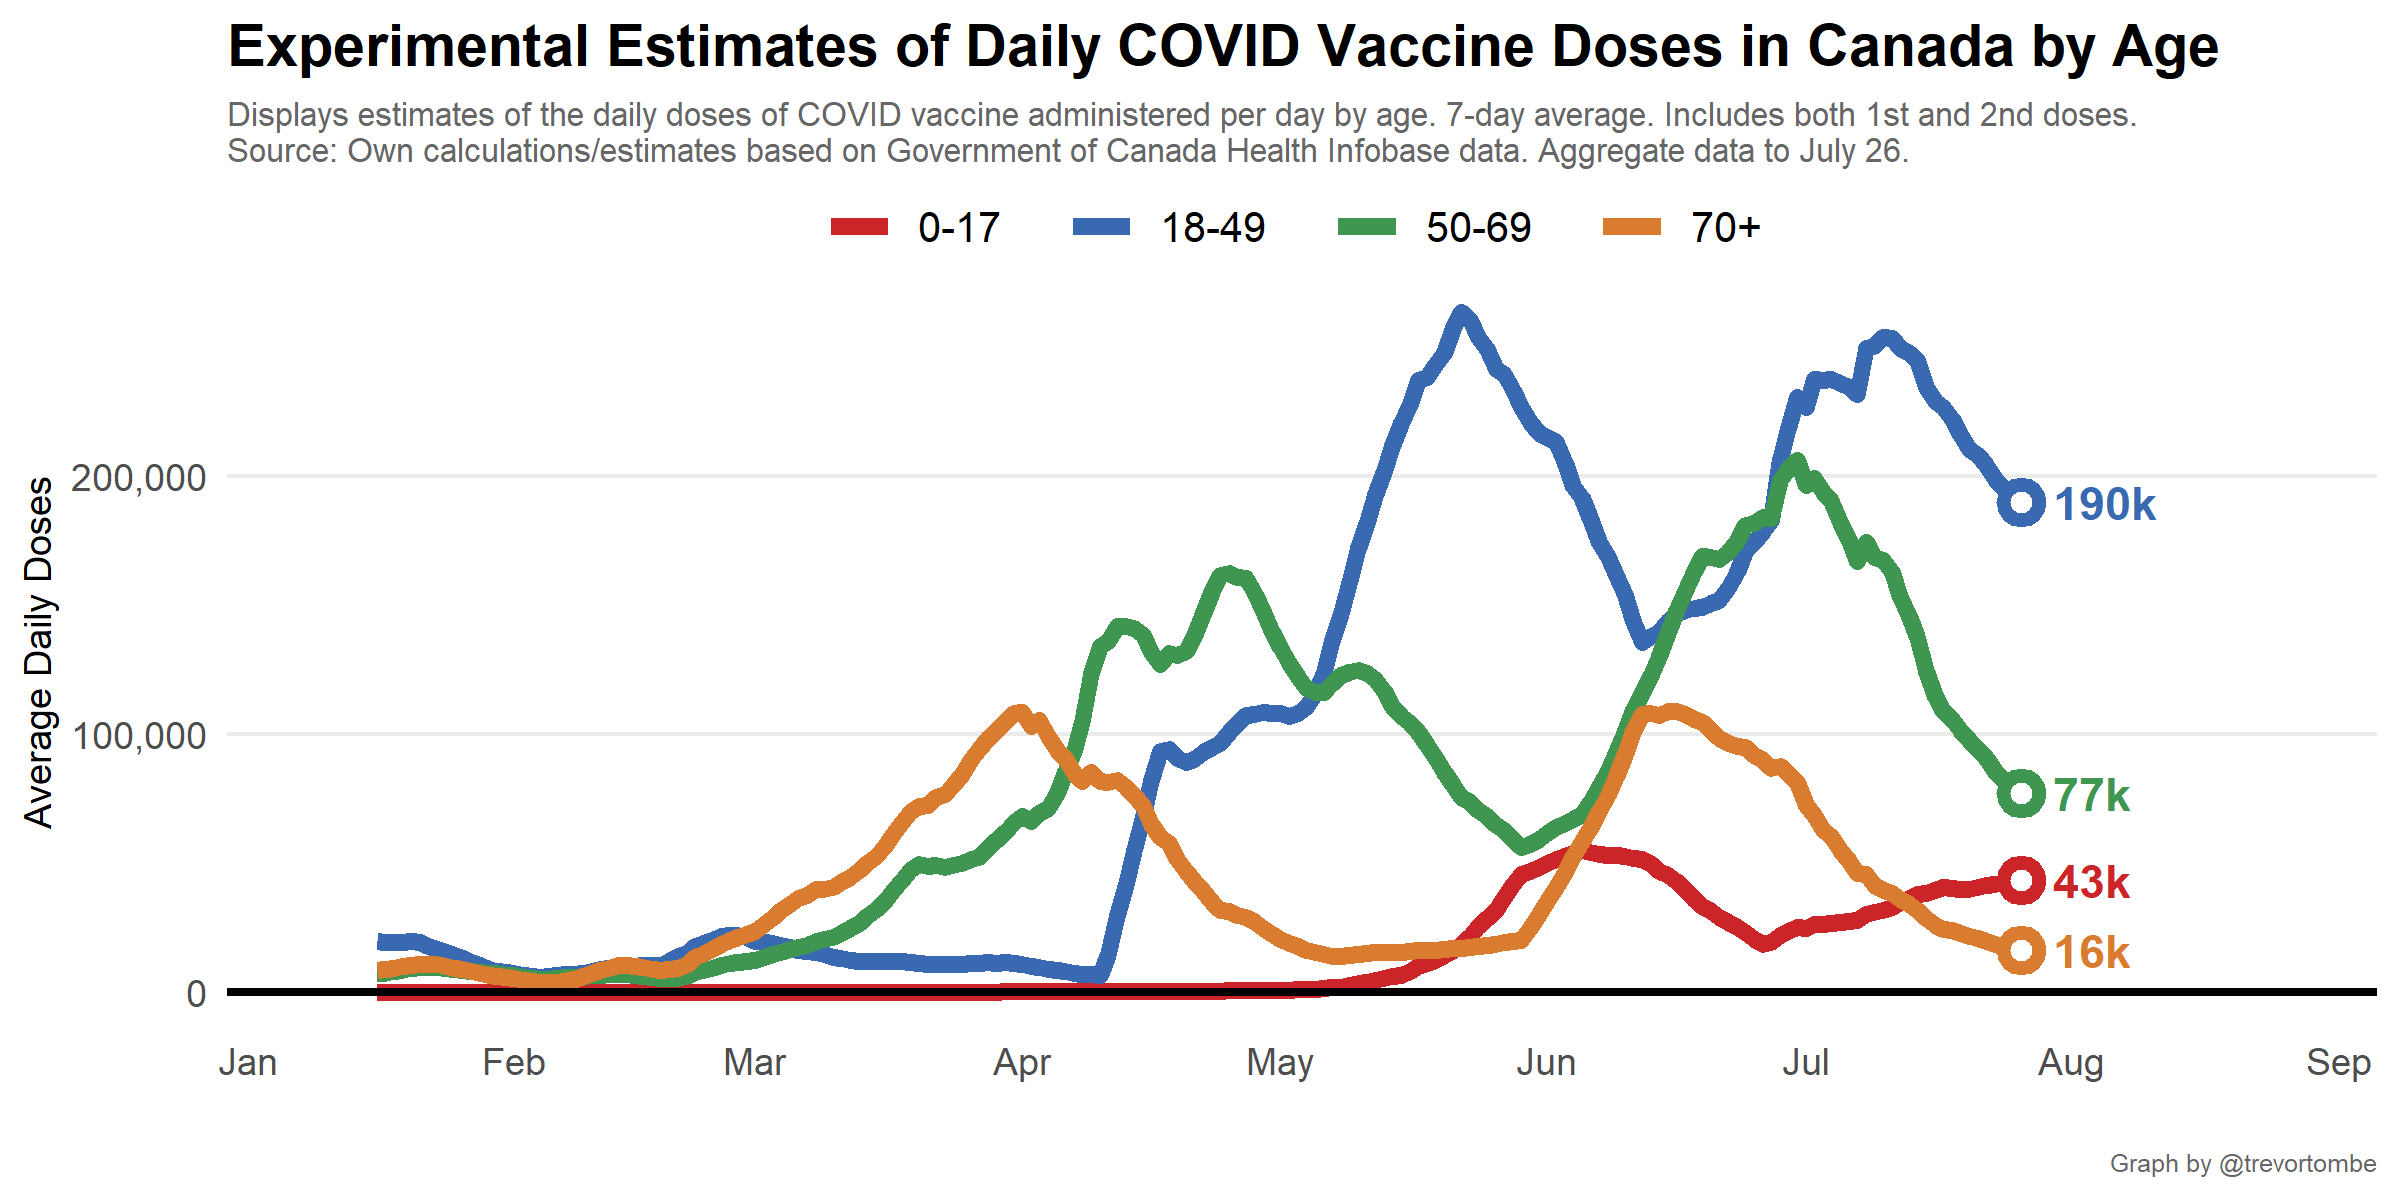 Experimental Estimates of Daily COVID Vaccine Doses in Canada by Age
Displays estimates of the daily doses of COVID vaccine administered per day by age. 7-day average. Includes both 1st and 2nd doses.
Source: Own calculations/estimates based on Government of Canada Health Infobase data. Aggregate data to July 26.
0-17 18-49 50-69 70+
Average Daily Doses
200,000
100,000
0
190k
77k
43k
16k
Jan Feb Mar Apr May Jun Jul Aug Sep
Graph by @trevortombe